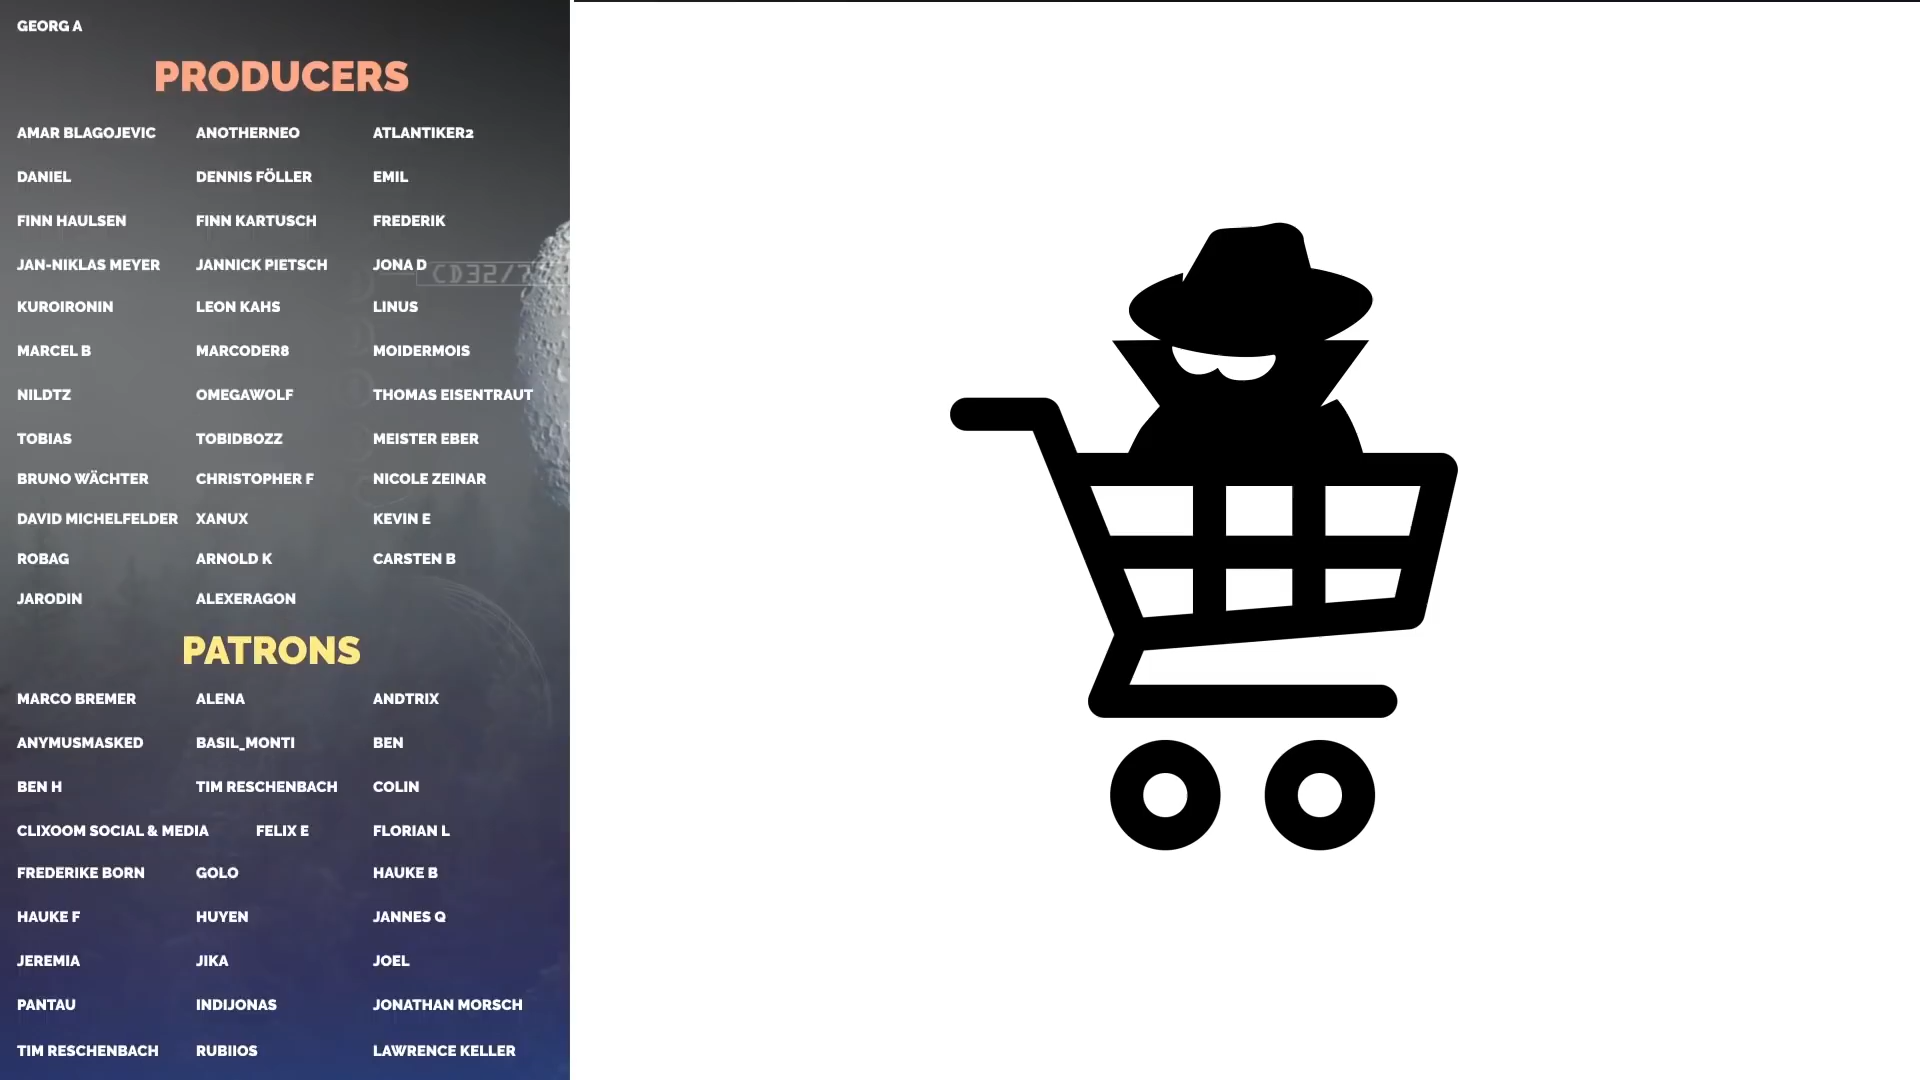 GEORG A
PRODUCERS
AMAR BLAGOJEVIC ANOTHERNEO ATLANTIKER2
DANIEL DENNIS FÖLLER EMIL
FINN HAULSEN FINN KARTUSCH FREDERIK
JAN-NIKLAS MEYER JANNICK PIETSCH JONA D
CD32/7
KUROIRONIN LEON KAHS LINUS
MARCEL B MARCODER8 MOIDERMOIS
NILDTZ OMEGAWOLF THOMAS EISENTRAUT
TOBIAS TOBIDBOZZ MEISTER EBER
BRUNO WÄCHTER CHRISTOPHER F NICOLE ZEINAR
DAVID MICHELFELDER XANUX KEVIN E
ROBAG ARNOLD K CARSTEN B
JARODIN ALEXERAGON
PATRONS
MARCO BREMER ALENA ANDTRIX
ANYMUSMASKED BASIL_MONTI BEN
BEN H TIM RESCHENBACH COLIN
CLIXOOM SOCIAL & MEDIA FELIX E FLORIAN L
FREDERIKE BORN GOLO HAUKE B
HAUKE F HUYEN JANNES Q
JEREMIA JIKA JOEL
PANTAU INDIJONAS JONATHAN MORSCH
TIM RESCHENBACH RUBIIOS LAWRENCE KELLER